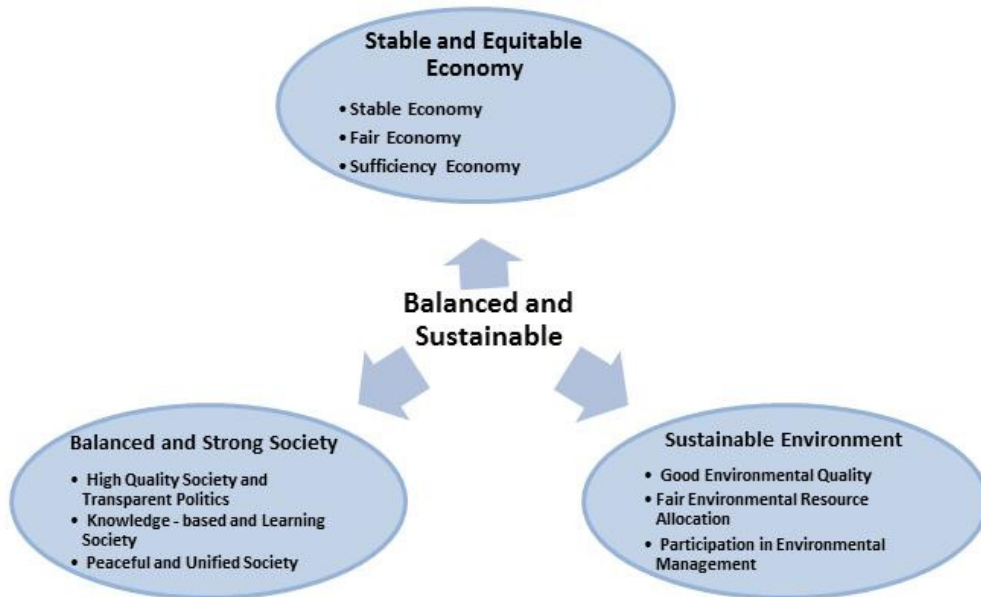 Stable and Equitable
Economy
• Stable Economy
• Fair Economy
• Sufficiency Economy
Balanced and
Sustainable
Balanced and Strong Society
• High Quality Society and
Transparent Politics
• Knowledge - based and Learning
Society
• Peaceful and Unified Society
Sustainable Environment
• Good Environmental Quality
• Fair Environmental Resource
Allocation
• Participation in Environmental
Management